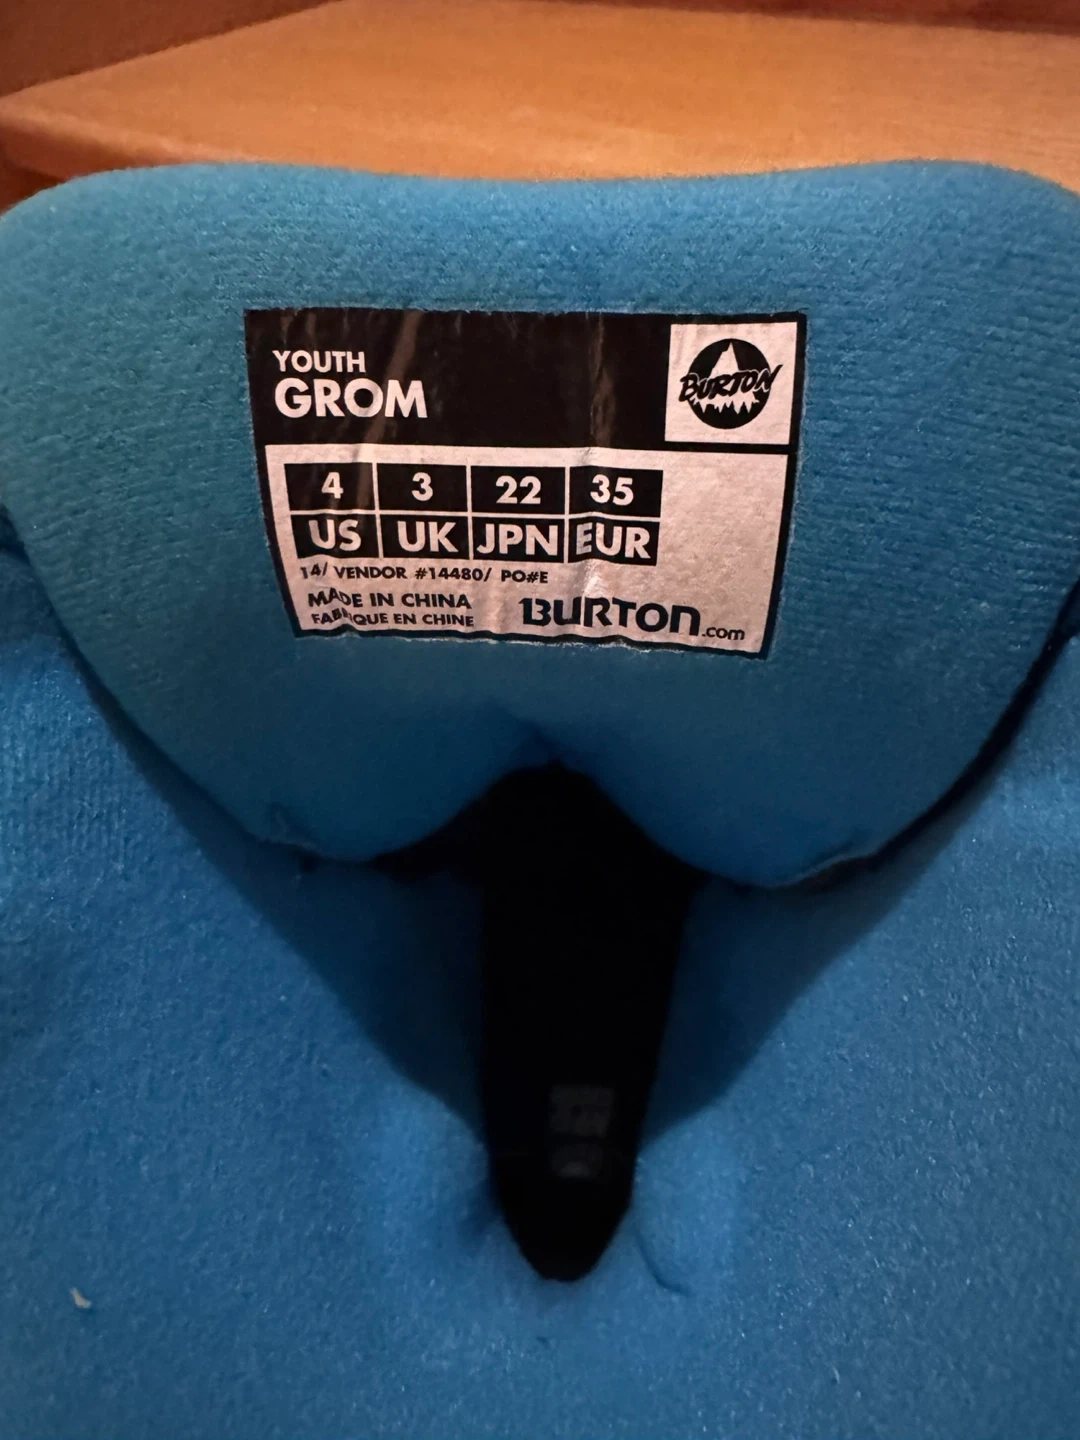 YOUTH
GROM
BURTON
4 3 22 35
US UK JPN EUR
14/ VENDOR #14480/ PO#E
MADE IN CHINA
FABRIQUE EN CHINE
BURTON.com